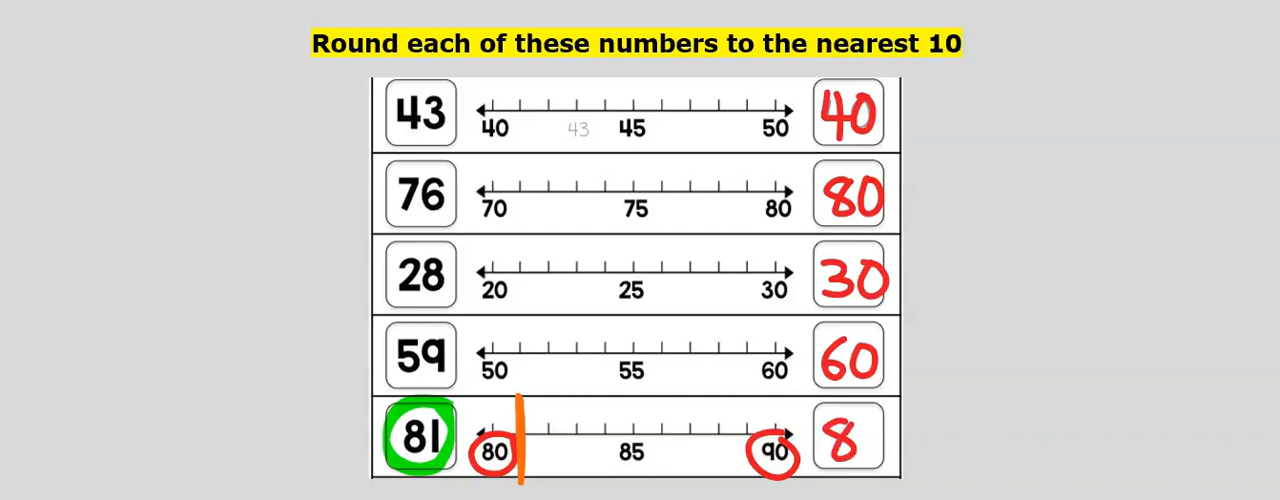 Round each of these numbers to the nearest 10
43 40 43 45 50 40
76 70 75 80 80
28 20 25 30 30
59 50 55 60 60
81 80 85 90 8